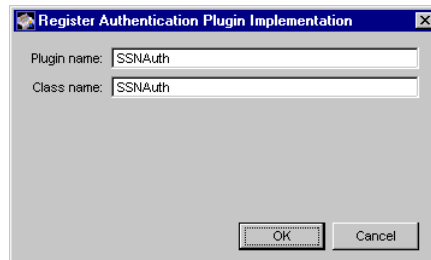 Register Authentication Plugin Implementation
Plugin name: SSNAuth
Class name: SSNAuth
OK Cancel